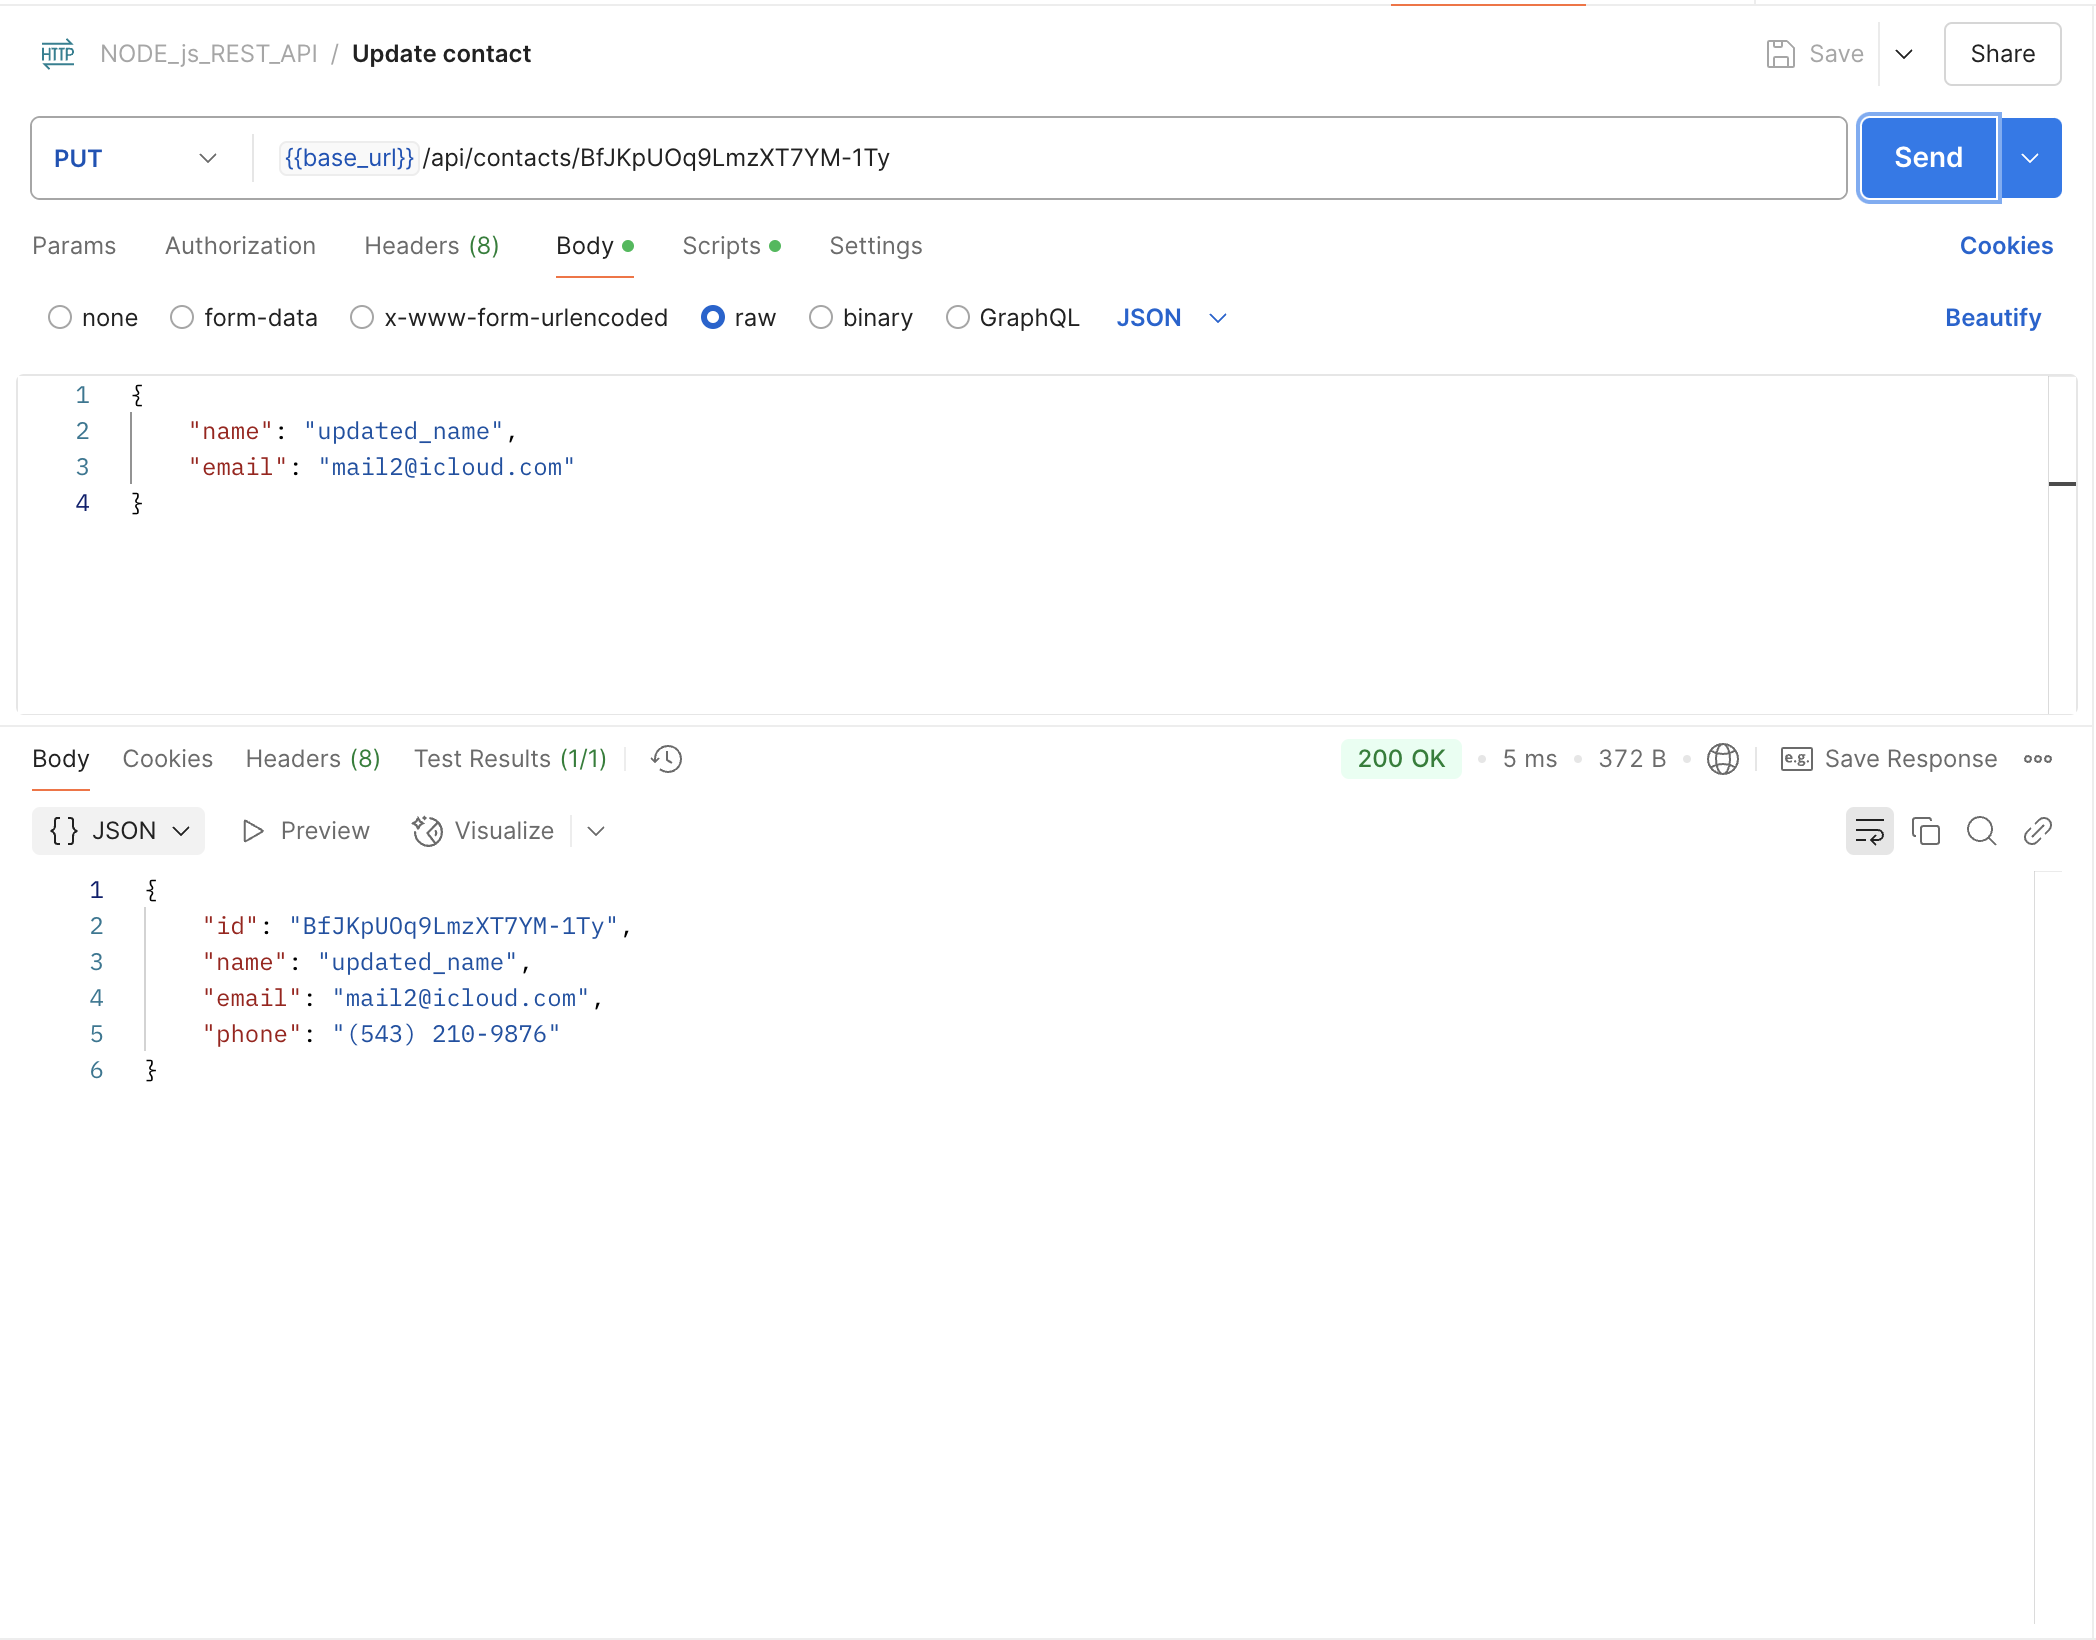 HTTP NODE_js_REST_API / Update contact Save Share
PUT {{base_url}} /api/contacts/BfJKpUOq9LmzXT7YM-1Ty Send
Params Authorization Headers (8) Body Scripts Settings Cookies
none form-data x-www-form-urlencoded raw binary GraphQL JSON Beautify
1 {
2 "name": "updated_name",
3 "email": "mail2@icloud.com"
4 }
Body Cookies Headers (8) Test Results (1/1) 200 OK • 5 ms • 372 B • e.g. Save Response
{} JSON Preview Visualize
1 {
2 "id": "BfJKpUOq9LmzXT7YM-1Ty",
3 "name": "updated_name",
4 "email": "mail2@icloud.com",
5 "phone": "(543) 210-9876"
6 }